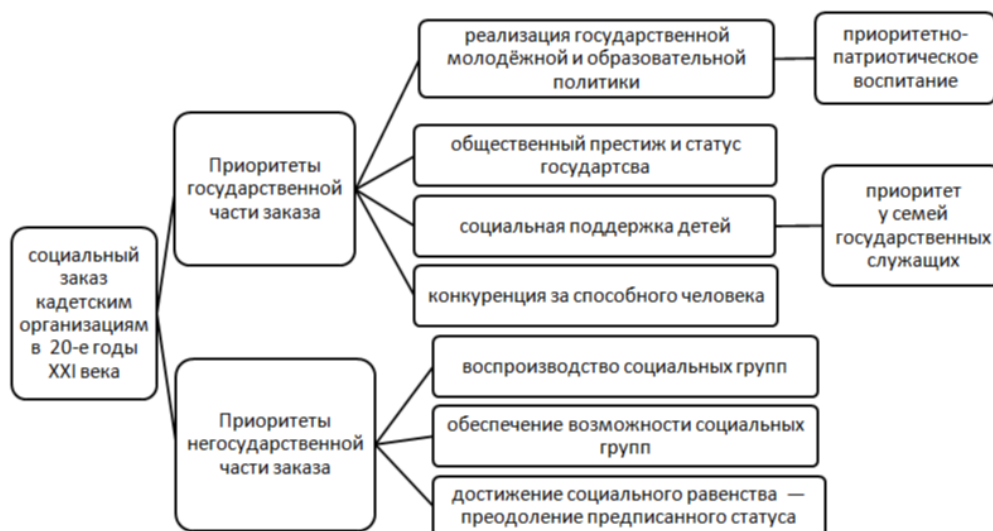 социальный
заказ
кадетским
организациям
в 20-е годы
XXI века
Приоритеты
государственной
части заказа
реализация государственной
молодёжной и образовательной
политики
приоритетно-
патриотическое
воспитание
общественный престиж и статус
государтсва
социальная поддержка детей
приоритет
у семей
государственных
служащих
конкуренция за способного человека
Приоритеты
негосударственной
части заказа
воспроизводство социальных групп
обеспечение возможности социальных
групп
достижение социального равенства —
преодоление предписанного статуса